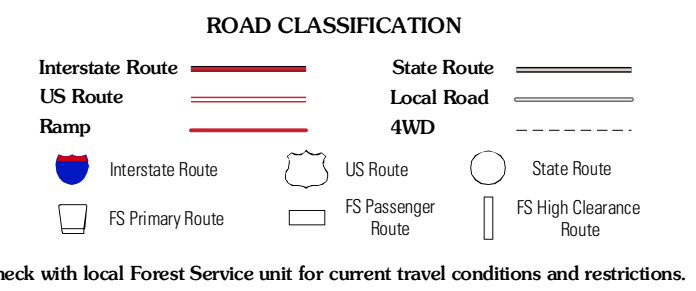 ROAD CLASSIFICATION
Interstate Route
State Route
US Route
Local Road
Ramp
4WD
Interstate Route
US Route
State Route
FS Primary Route
FS Passenger
Route
FS High Clearance
Route
heck with local Forest Service unit for current travel conditions and restrictions.